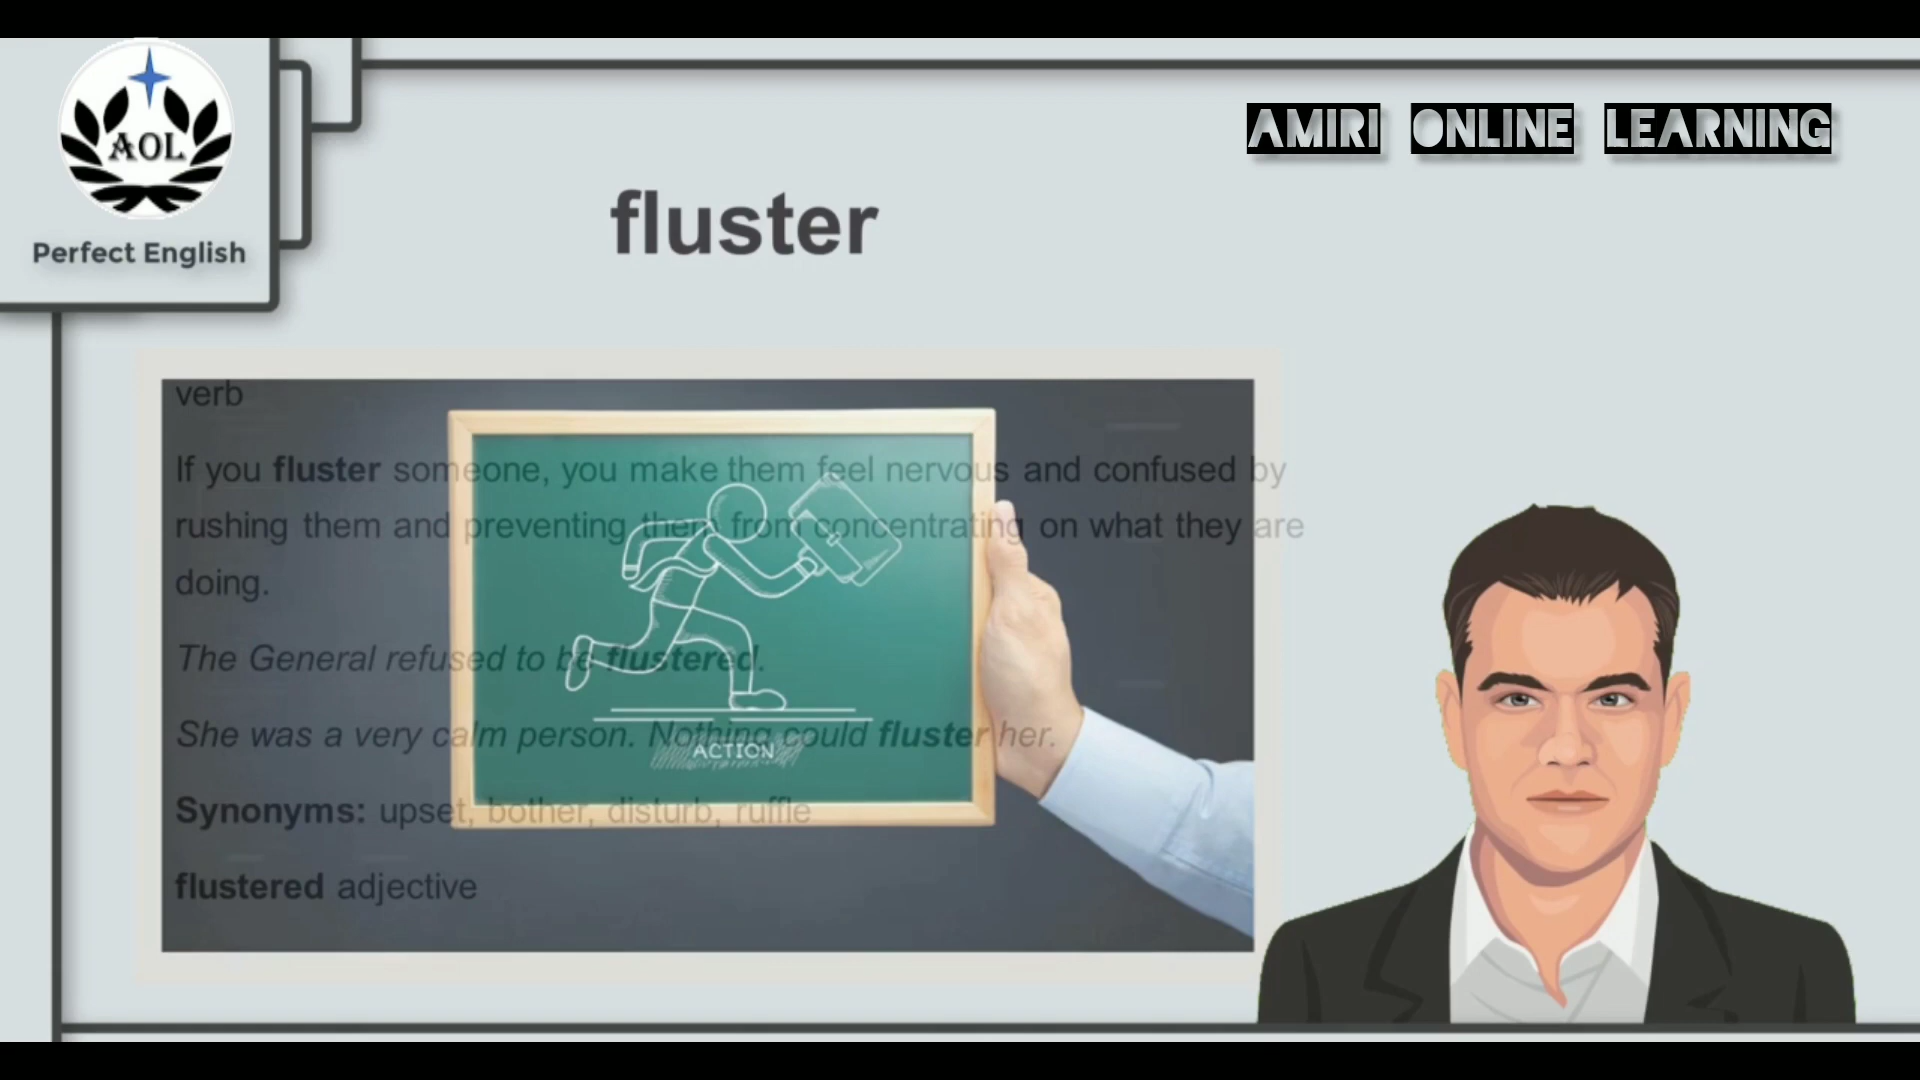 AOL
Perfect English
AMIRI ONLINE LEARNING
fluster
verb
If you fluster someone, you make them feel nervous and confused by
rushing them and preventing them from concentrating on what they are
doing.
The General refused to be flustered.
She was a very calm person. Nothing could fluster her.
ACTION
Synonyms: upset, bother, disturb, ruffle
flustered adjective